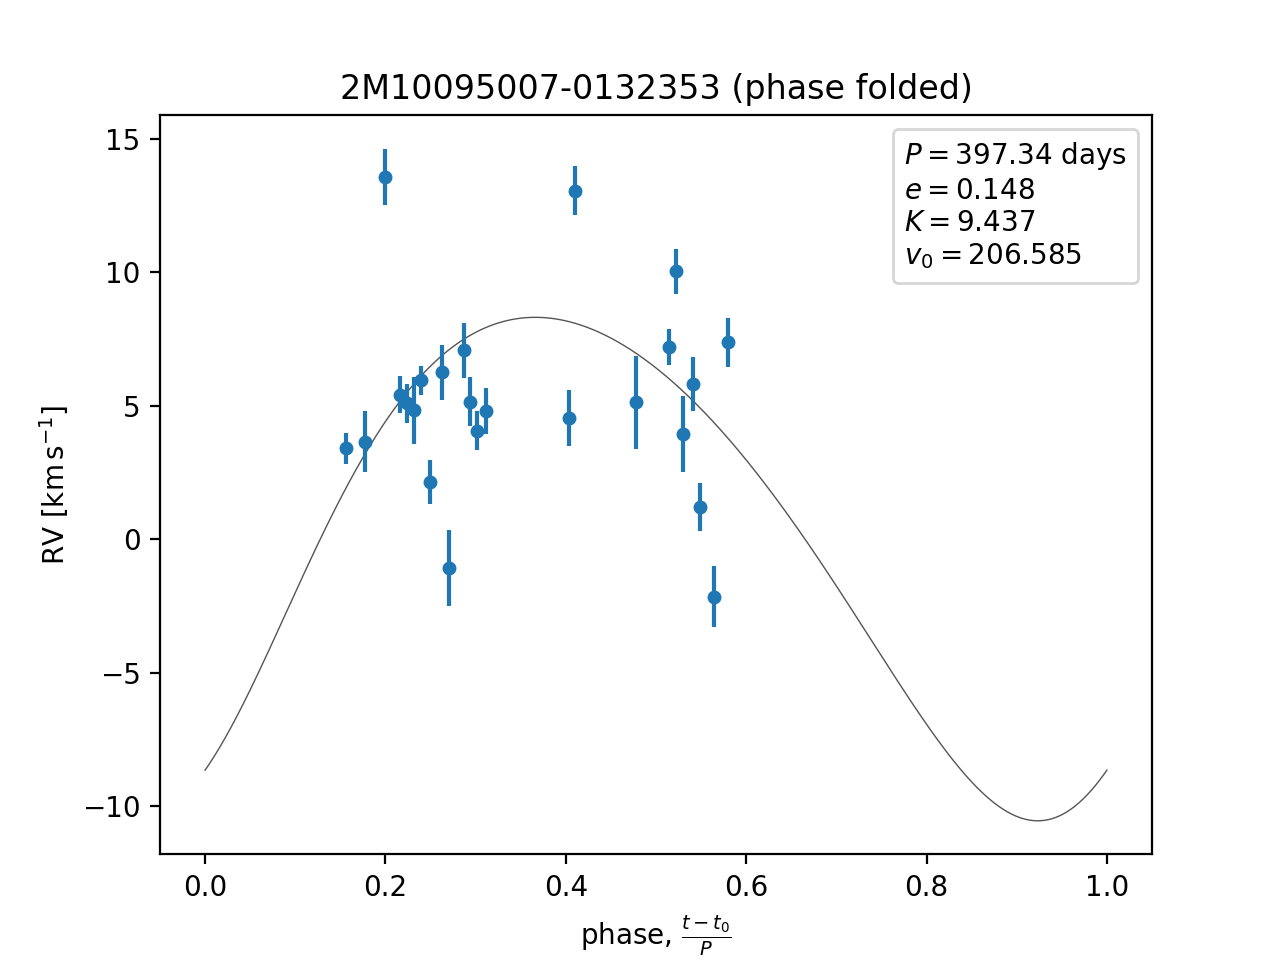 2M10095007-0132353 (phase folded)
P = 397.34 days
e = 0.148
K = 9.437
v₀ = 206.585
15
10
5
0
−5
−10
RV [km s⁻¹]
0.0 0.2 0.4 0.6 0.8 1.0
phase, (t − t₀)/P